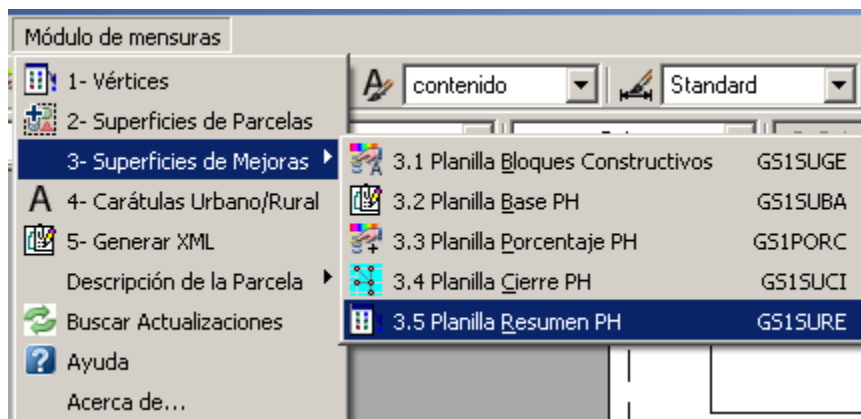 Módulo de mensuras
1- Vértices
contenido
Standard
2- Superficies de Parcelas
3- Superficies de Mejoras
3.1 Planilla Bloques Constructivos GS1SUGE
4- Carátulas Urbano/Rural
3.2 Planilla Base PH GS1SUBA
5- Generar XML
3.3 Planilla Porcentaje PH GS1PORC
Descripción de la Parcela
3.4 Planilla Cierre PH GS1SUCI
Buscar Actualizaciones
3.5 Planilla Resumen PH GS1SURE
Ayuda
Acerca de...